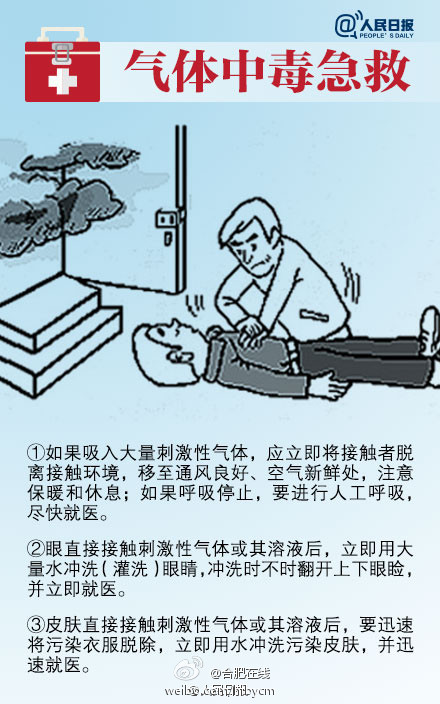 @人民日报
PEOPLE'S DAILY
气体中毒急救
①如果吸入大量刺激性气体，应立即将接触者脱
离接触环境，移至通风良好、空气新鲜处，注意
保暖和休息；如果呼吸停止，要进行人工呼吸，
尽快就医。
②眼直接接触刺激性气体或其溶液后，立即用大
量水冲洗（灌洗）眼睛，冲洗时不时翻开上下眼睑，
并立即就医。
③皮肤直接接触刺激性气体或其溶液后，要迅速
将污染衣服脱除，立即用水冲洗污染皮肤，并迅
速就医。
@合肥在线